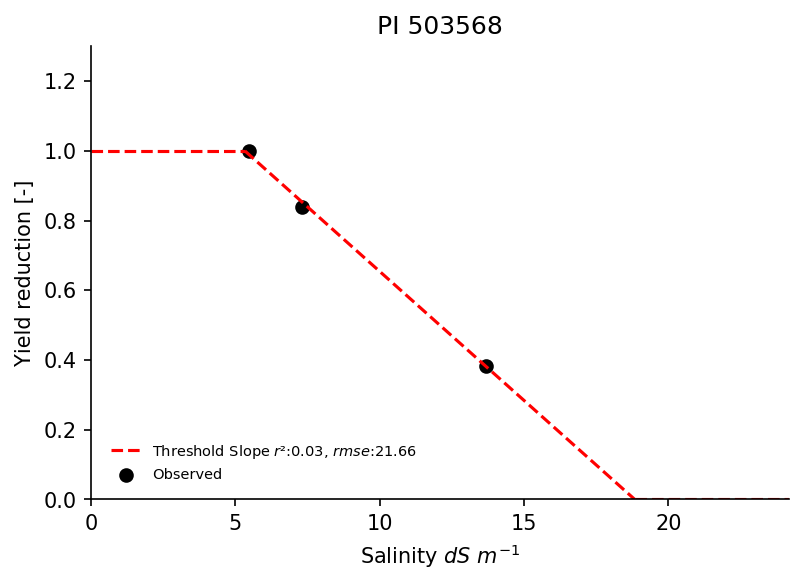 PI 503568
Yield reduction [-]
1.2
1.0
0.8
0.6
0.4
0.2
0.0
Threshold Slope r²:0.03, rmse:21.66
Observed
0 5 10 15 20
Salinity dS m⁻¹